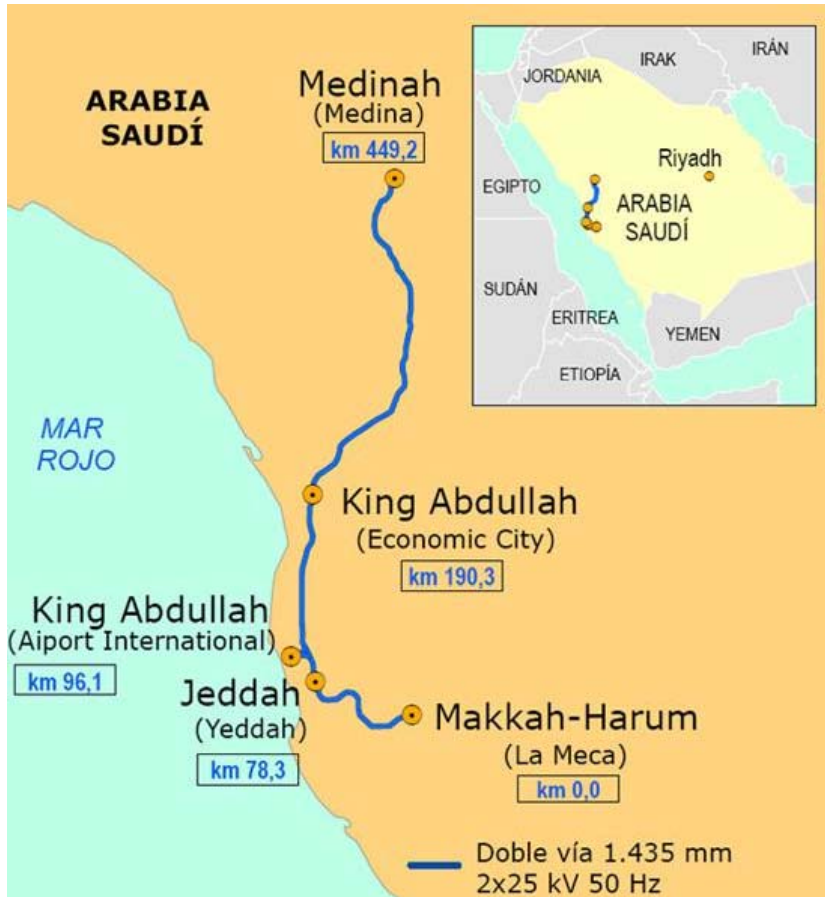 ARABIA
SAUDÍ
Medinah
(Medina)
km 449,2
MAR
ROJO
King Abdullah
(Economic City)
km 190,3
King Abdullah
(Aiport International)
km 96,1
Jeddah
(Yeddah)
km 78,3
Makkah-Harum
(La Meca)
km 0,0
Doble vía 1.435 mm
2x25 kV 50 Hz
JORDANIA
IRAK
IRÁN
EGIPTO
Riyadh
ARABIA
SAUDÍ
SUDÁN
ERITREA
YEMEN
ETIOPÍA